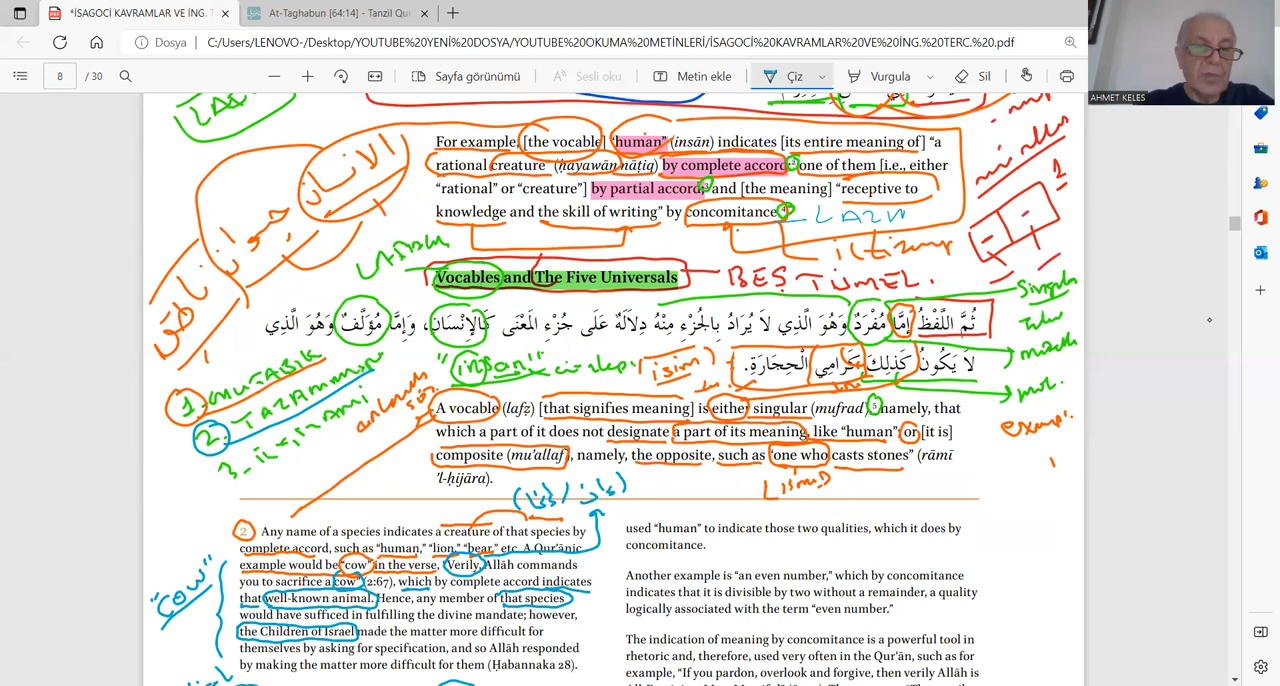 *İSAGOCİ KAVRAMLAR VE İNG. T
At-Taghabun [64:14] - Tanzil Qu
Dosya
C:/Users/LENOVO-/Desktop/YOUTUBE%20YENİ%20DOSYA/YOUTUBE%20OKUMA%20METİNLERİ/İSAGOCİ%20KAVRAMLAR%20VE%20İNG.%20TERC.%20.pdf
8 / 30
Sayfa görünümü
Sesli oku
Metin ekle
Çiz
Vurgula
Sil
AHMET KELES
For example, [the vocable] “human” (insān) indicates [its entire meaning of] “a
rational creature” (ḥayawān nāṭiq) by complete accord,2 one of them [i.e., either
“rational” or “creature”] by partial accord,3 and [the meaning] “receptive to
knowledge and the skill of writing” by concomitance.4
الانسان
حيوان ناطق
LAZIM
iltizam
Vocables and The Five Universals
BEŞ TÜMEL.
ثُمَّ اللَّفْظُ إِمَّا مُفْرَدٌ وَهُوَ الَّذِي لَا يُرَادُ بِالْجُزْءِ مِنْهُ دِلَالَةٌ عَلَى جُزْءِ الْمَعْنَى كَالْإِنْسَانِ، وَإِمَّا مُؤَلَّفٌ وَهُوَ الَّذِي
لَا يَكُونُ كَذَلِكَ كَرَامِي الْحِجَارَةِ.
"insan"
(isim)
1. MUTABIK
2. TAZAMMUN
3. iltizami
A vocable (lafẓ) [that signifies meaning] is either singular (mufrad),5 namely, that
which a part of it does not designate a part of its meaning, like “human”; or [it is]
composite (mu’allaf), namely, the opposite, such as “one who casts stones” (rāmī
’l-ḥijāra).
2 Any name of a species indicates a creature of that species by
complete accord, such as “human,” “lion,” “bear,” etc. A Qur’ānic
example would be “cow” in the verse, “Verily, Allāh commands
you to sacrifice a cow” (2:67), which by complete accord indicates
that well-known animal. Hence, any member of that species
would have sufficed in fulfilling the divine mandate; however,
the Children of Israel made the matter more difficult for
themselves by asking for specification, and so Allāh responded
by making the matter more difficult for them (Ḥabannaka 28).
"COW"
used “human” to indicate those two qualities, which it does by
concomitance.
Another example is “an even number,” which by concomitance
indicates that it is divisible by two without a remainder, a quality
logically associated with the term “even number.”
The indication of meaning by concomitance is a powerful tool in
rhetoric and, therefore, used very often in the Qur’ān, such as for
example, “If you pardon, overlook and forgive, then verily Allāh is